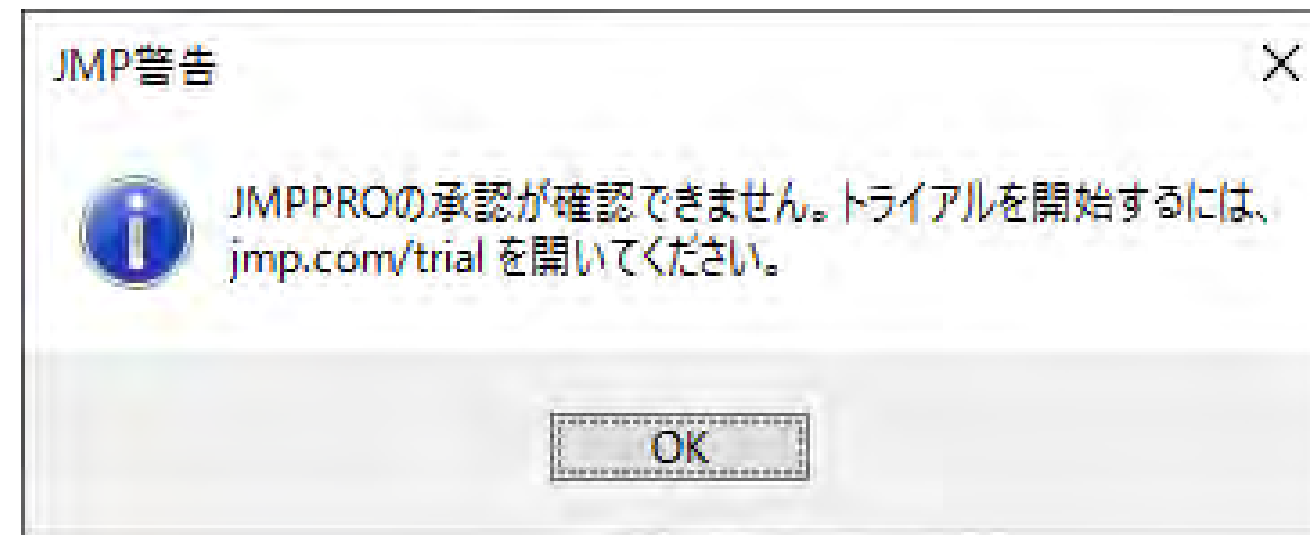 JMP警告
JMPPROの承認が確認できません。トライアルを開始するには、
jmp.com/trial を開いてください。
OK